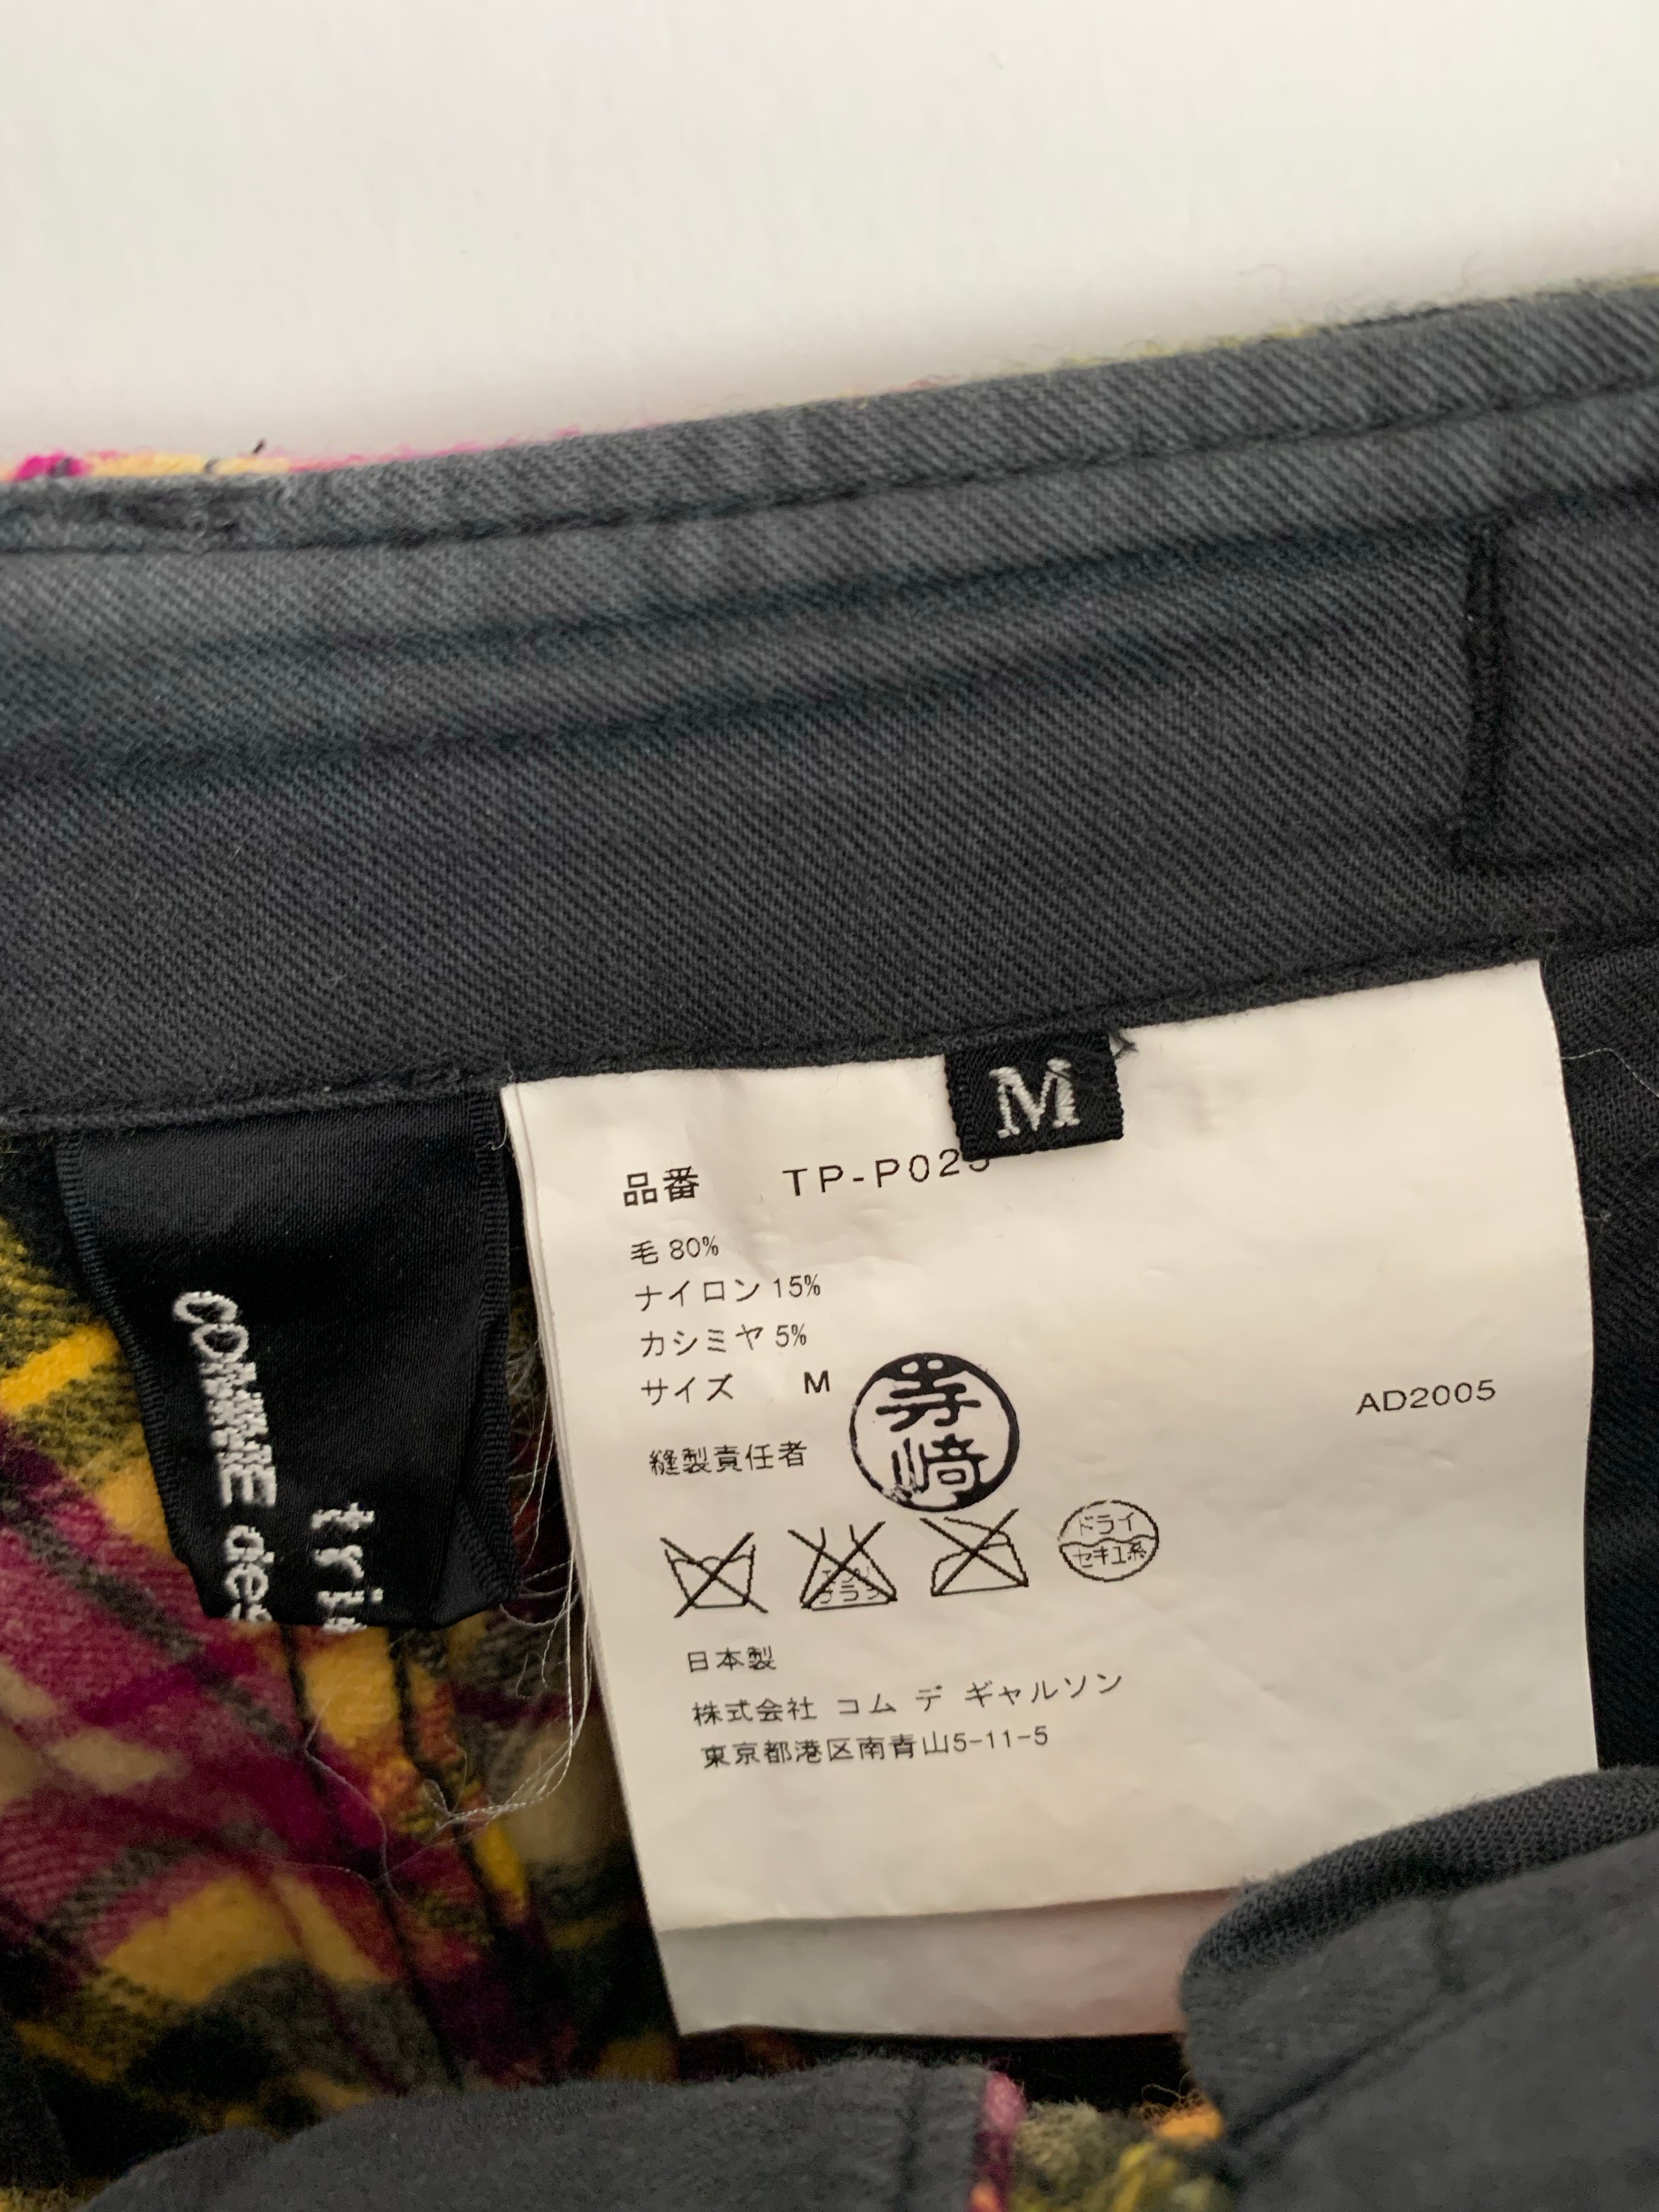 M
品番 TP-P02
毛 80%
ナイロン 15%
カシミヤ 5%
サイズ M
AD2005
縫製責任者
寺崎
ドライ
セキユ系
日本製
株式会社 コム デ ギャルソン
東京都港区南青山5-11-5
COMME des